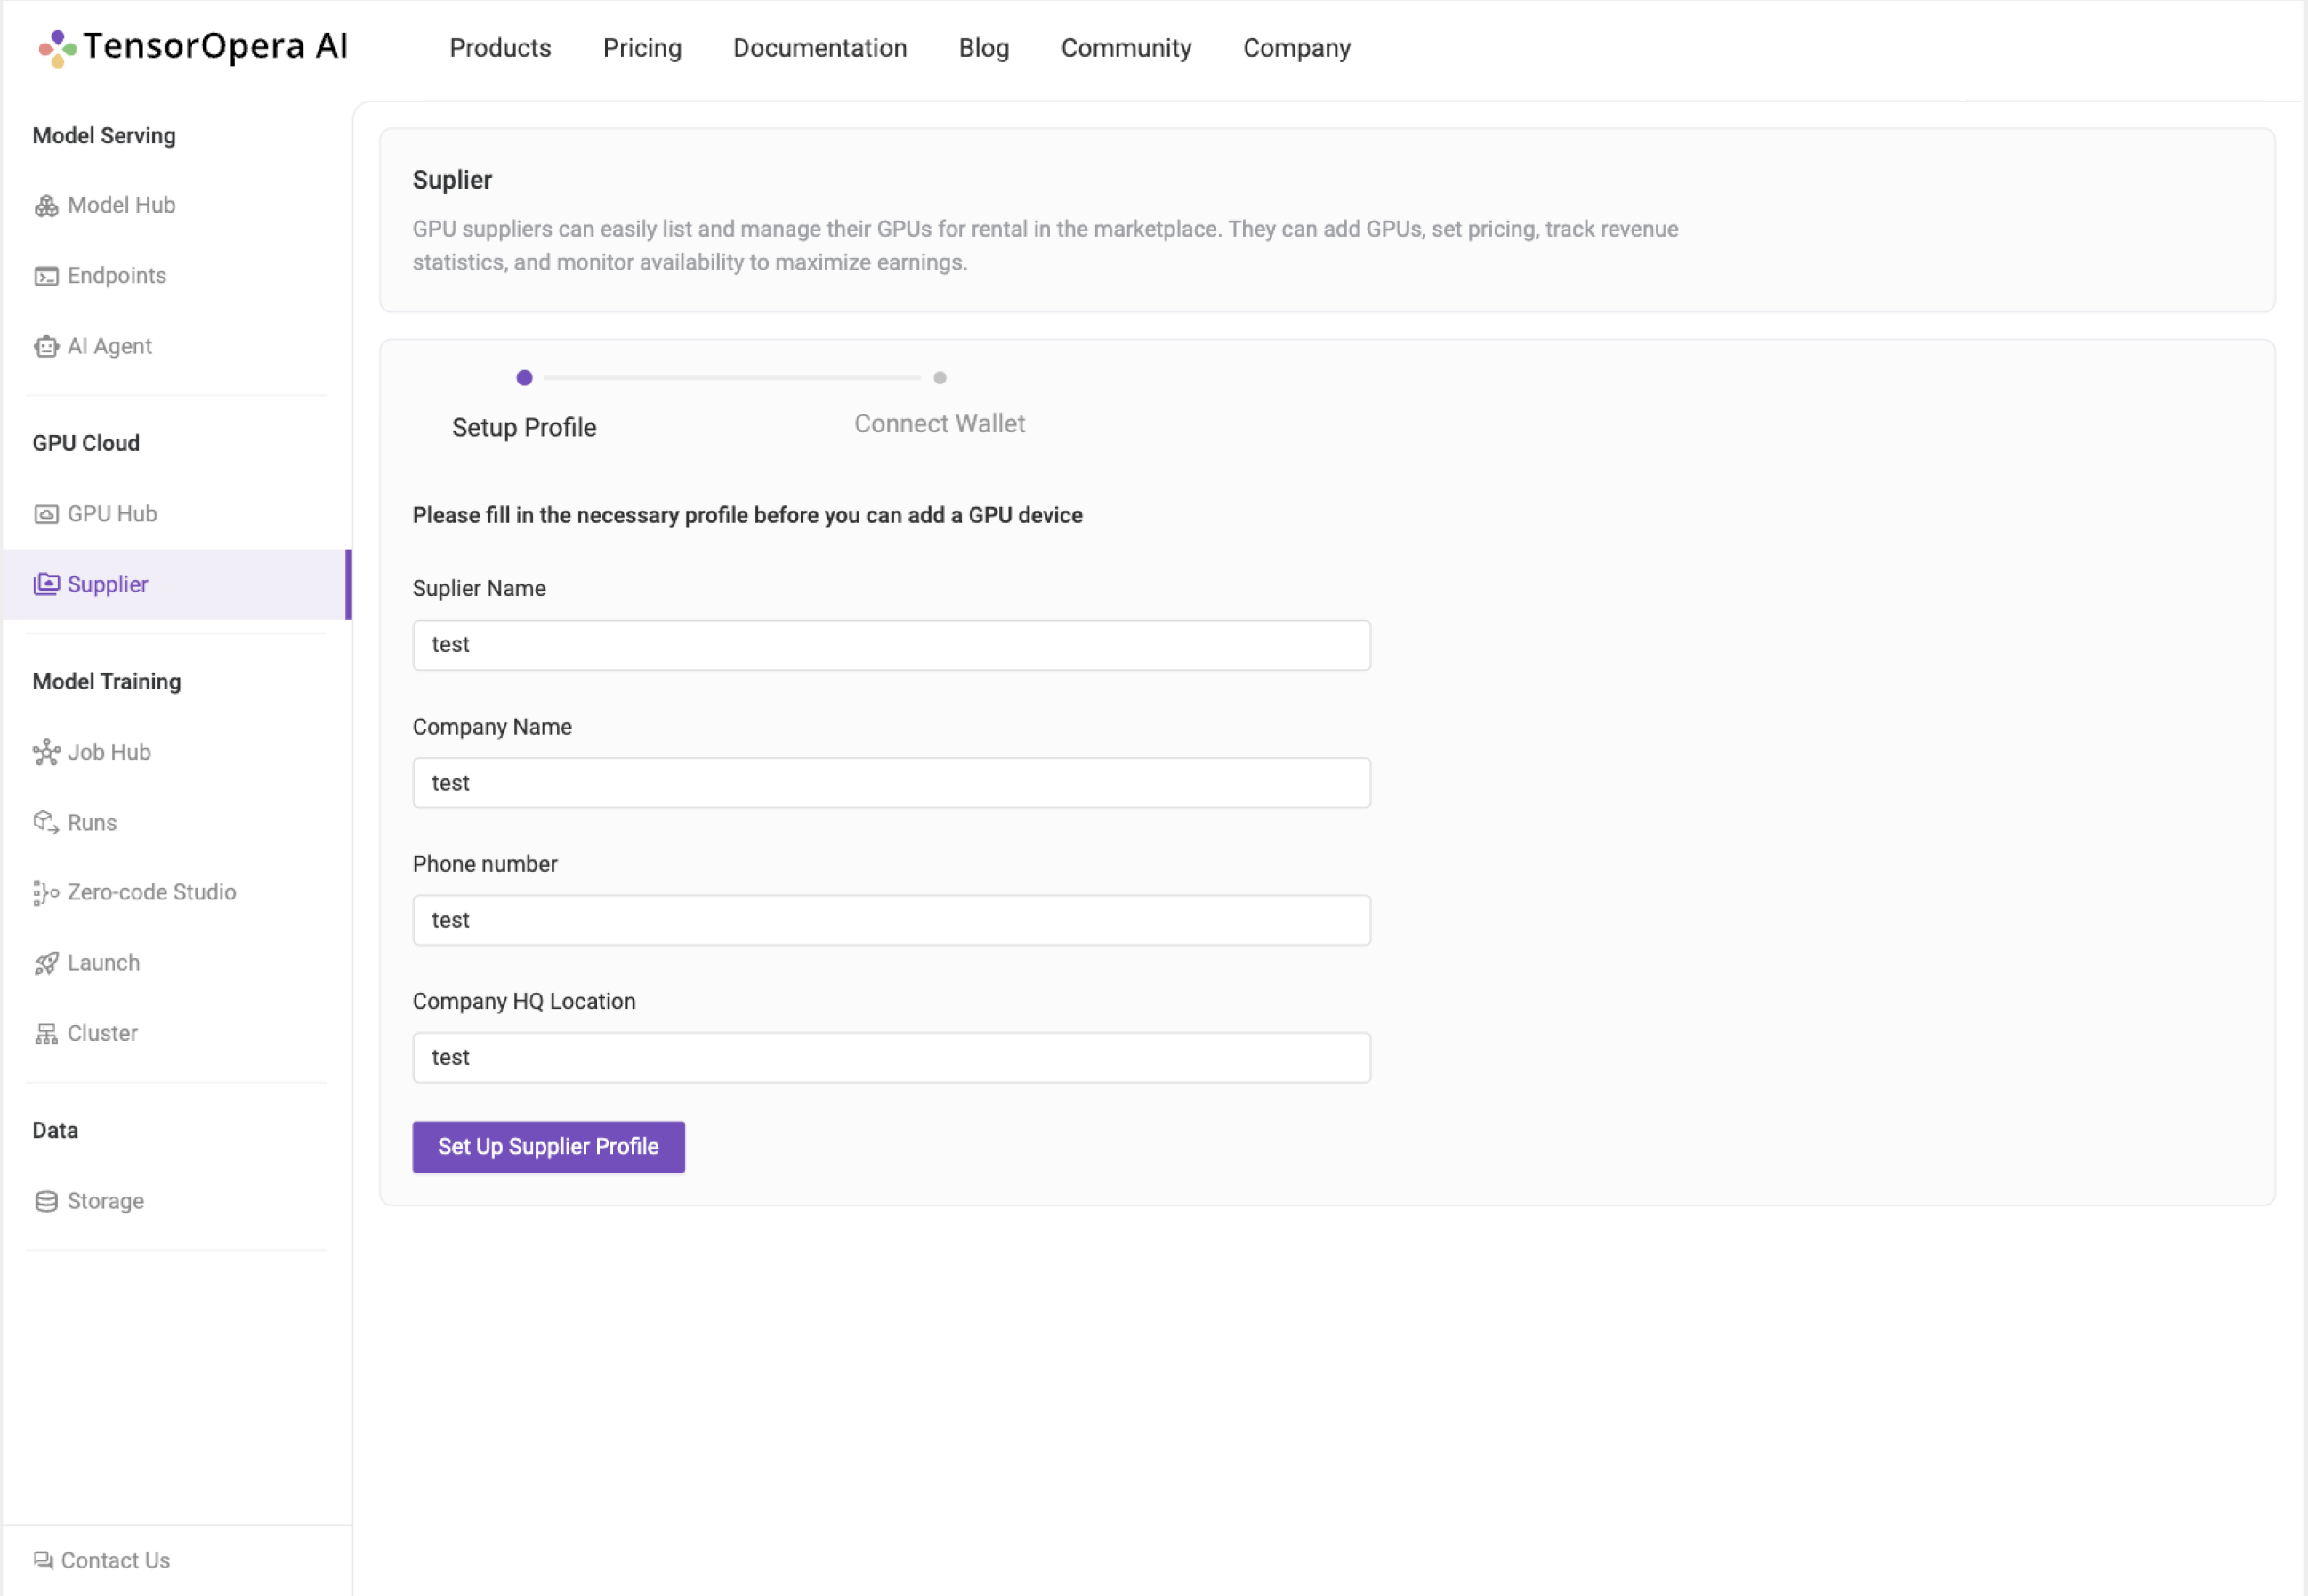 TensorOpera AI
Products
Pricing
Documentation
Blog
Community
Company
Model Serving
Model Hub
Endpoints
AI Agent
GPU Cloud
GPU Hub
Supplier
Model Training
Job Hub
Runs
Zero-code Studio
Launch
Cluster
Data
Storage
Contact Us
Suplier
GPU suppliers can easily list and manage their GPUs for rental in the marketplace. They can add GPUs, set pricing, track revenue
statistics, and monitor availability to maximize earnings.
Setup Profile
Connect Wallet
Please fill in the necessary profile before you can add a GPU device
Suplier Name
test
Company Name
test
Phone number
test
Company HQ Location
test
Set Up Supplier Profile